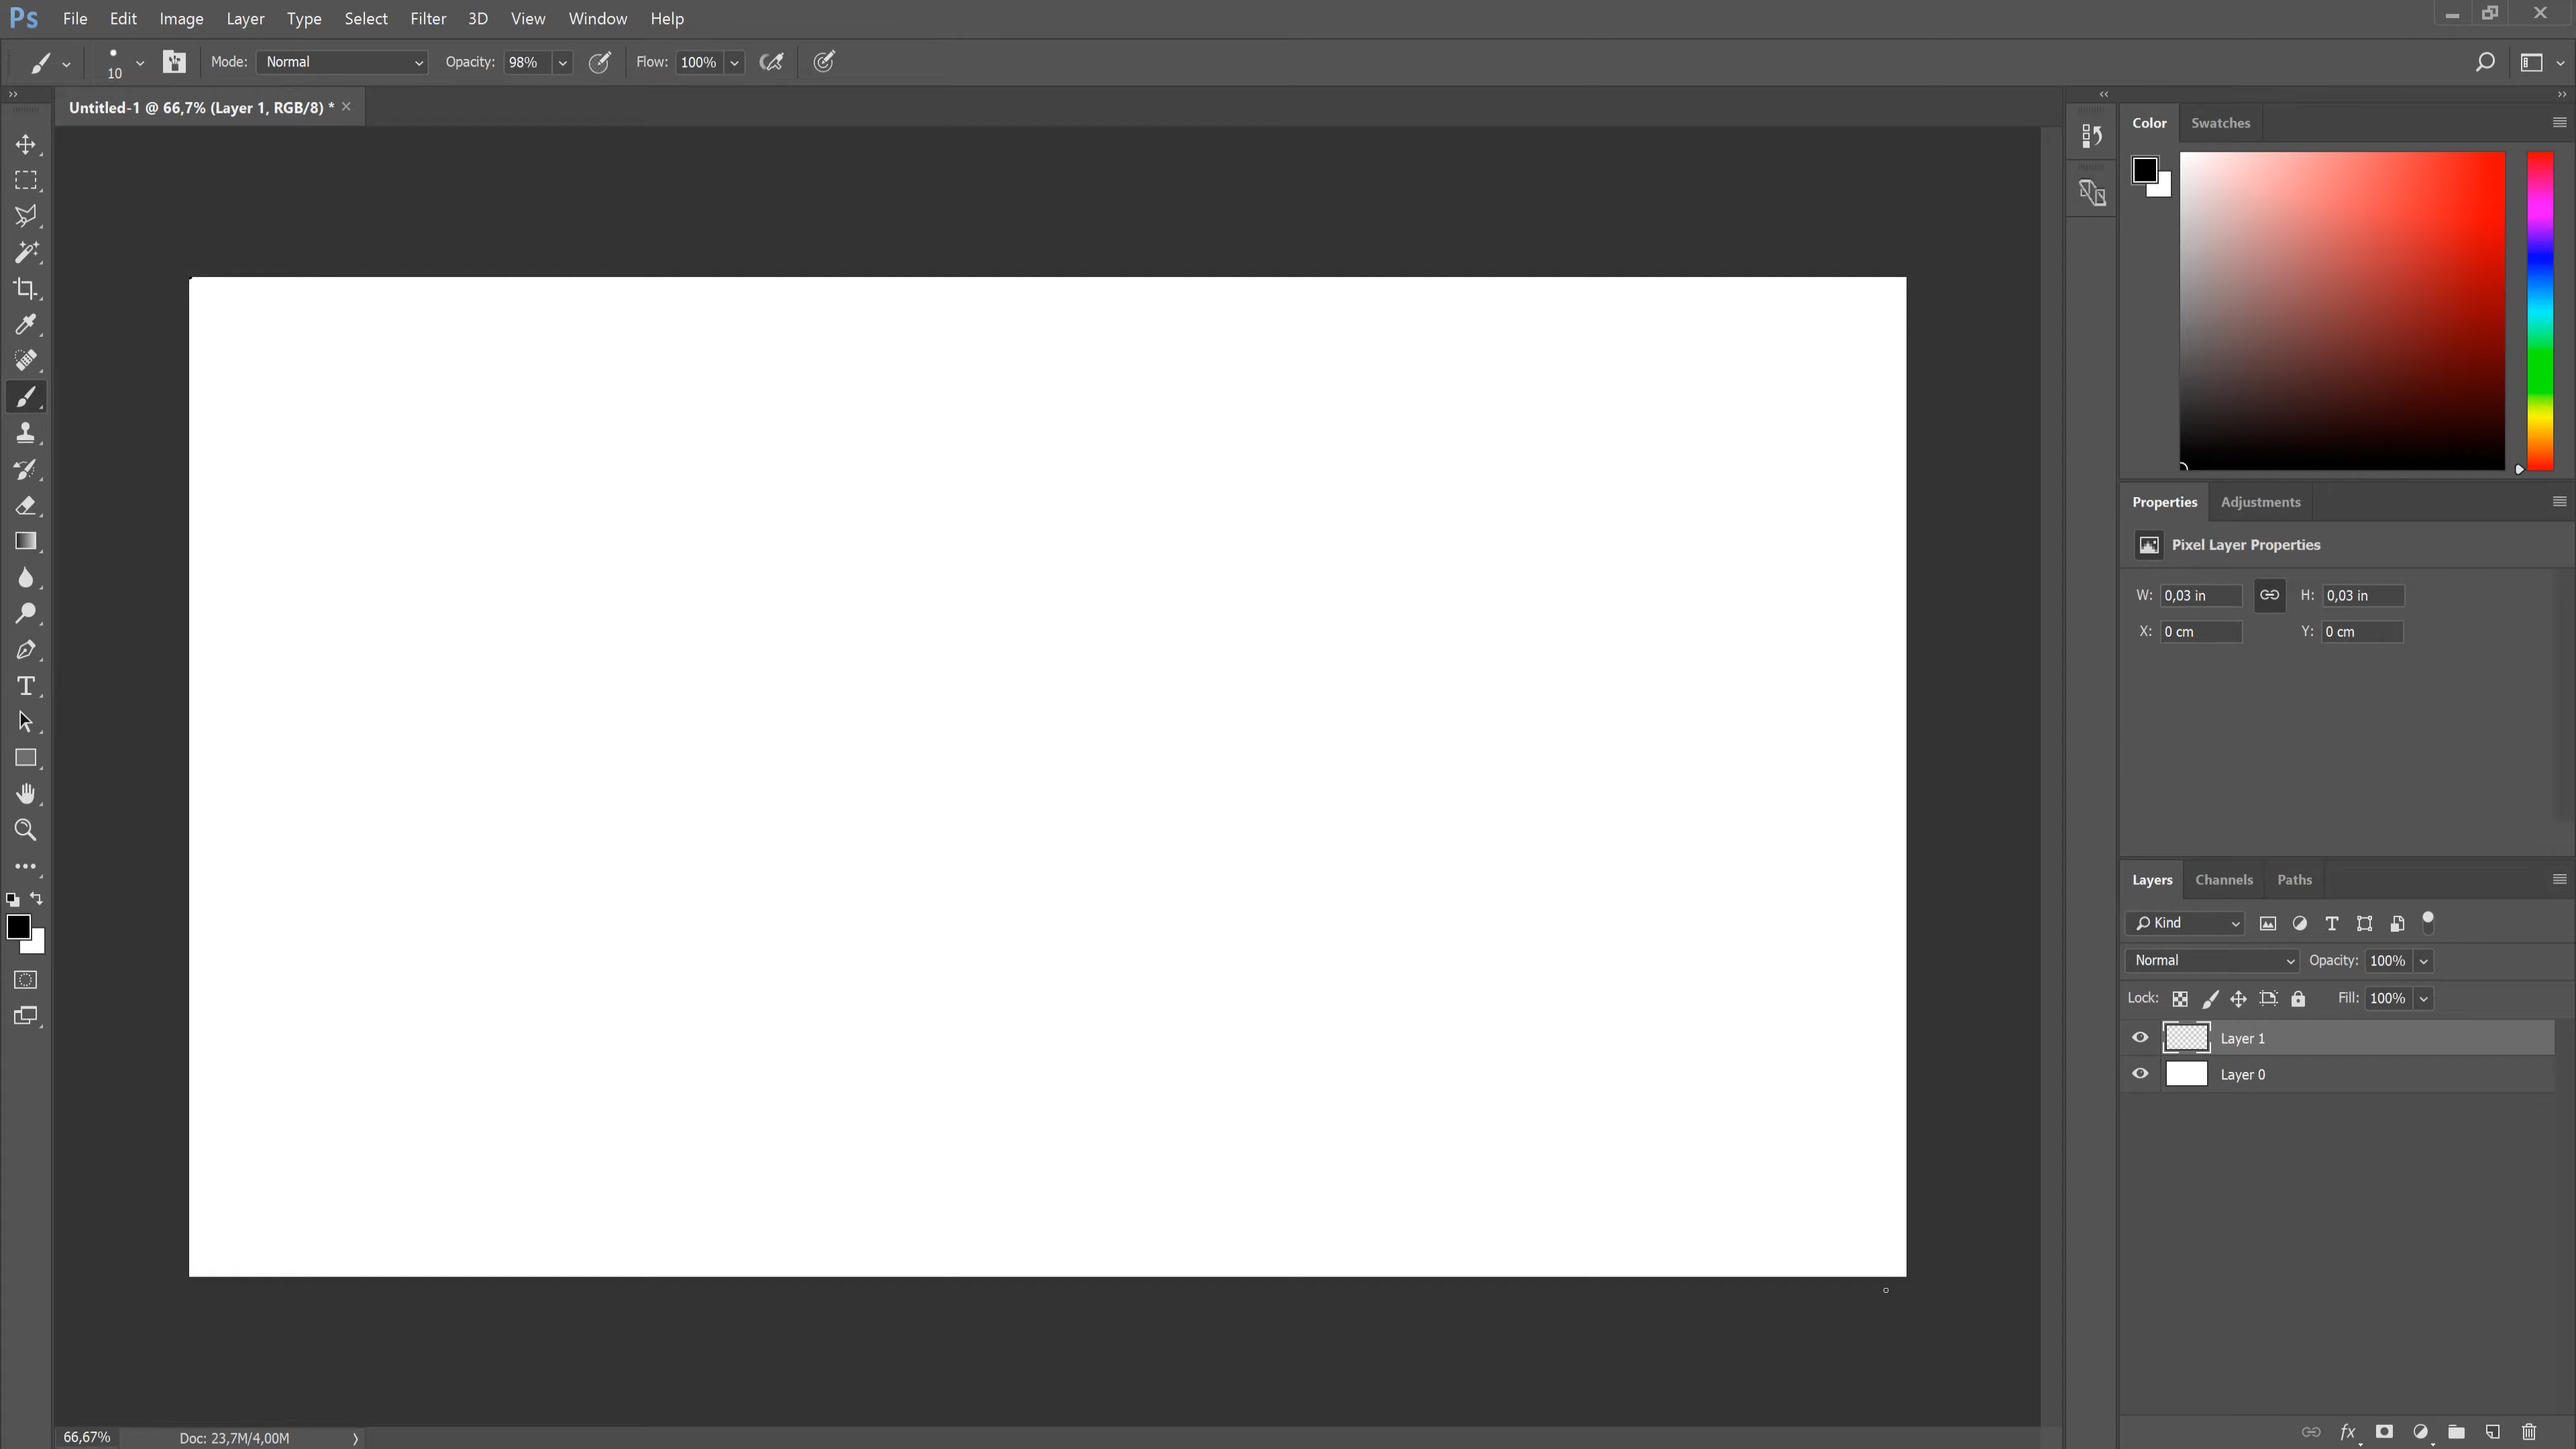 Ps File Edit Image Layer Type Select Filter 3D View Window Help
10 Mode: Normal Opacity: 98% Flow: 100%
Untitled-1 @ 66,7% (Layer 1, RGB/8) *
Color Swatches
Properties Adjustments
Pixel Layer Properties
W: 0,03 in H: 0,03 in
X: 0 cm Y: 0 cm
Layers Channels Paths
Kind
Normal Opacity: 100%
Lock: Fill: 100%
Layer 1
Layer 0
fx
66,67% Doc: 23,7M/4,00M